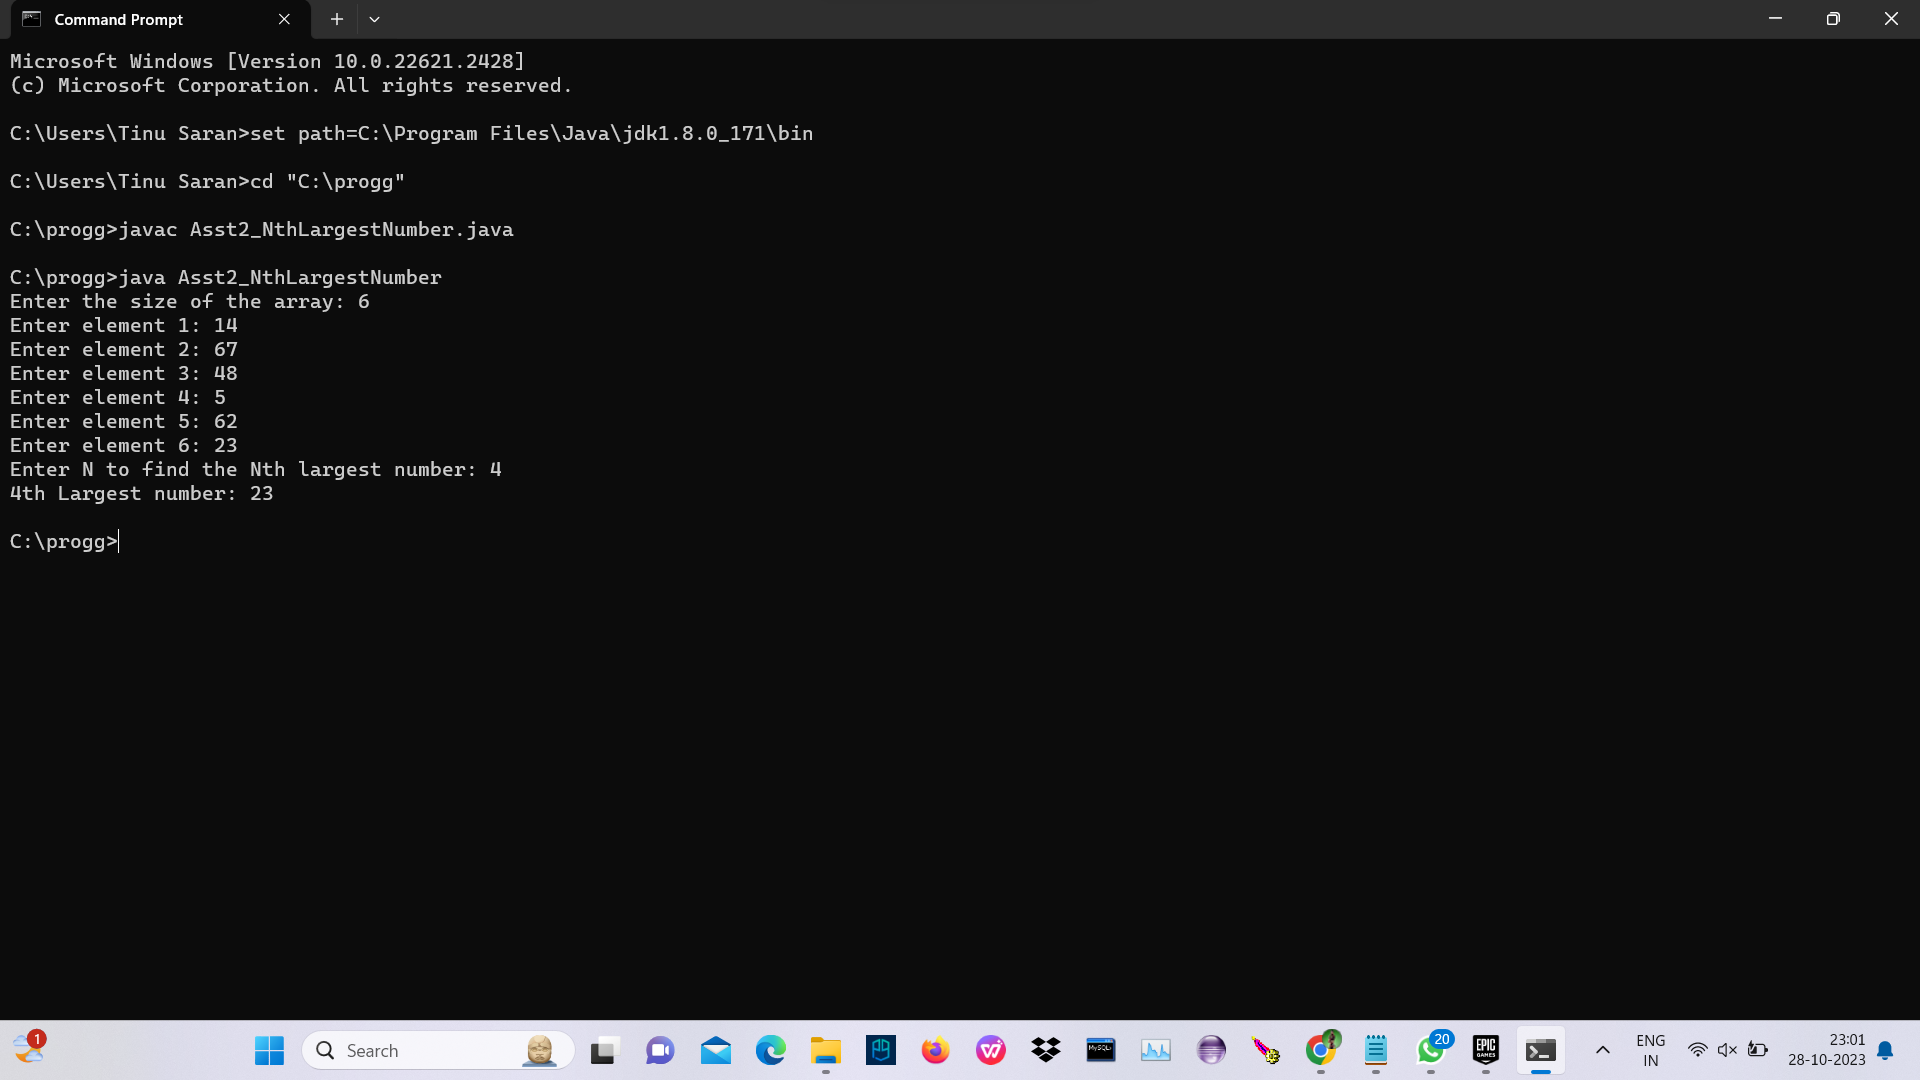 Command Prompt
Microsoft Windows [Version 10.0.22621.2428]
(c) Microsoft Corporation. All rights reserved.
C:\Users\Tinu Saran>set path=C:\Program Files\Java\jdk1.8.0_171\bin
C:\Users\Tinu Saran>cd "C:\progg"
C:\progg>javac Asst2_NthLargestNumber.java
C:\progg>java Asst2_NthLargestNumber
Enter the size of the array: 6
Enter element 1: 14
Enter element 2: 67
Enter element 3: 48
Enter element 4: 5
Enter element 5: 62
Enter element 6: 23
Enter N to find the Nth largest number: 4
4th Largest number: 23
C:\progg>
1
Search
MySQL
20
EPIC
GAMES
ENG
IN
23:01
28-10-2023